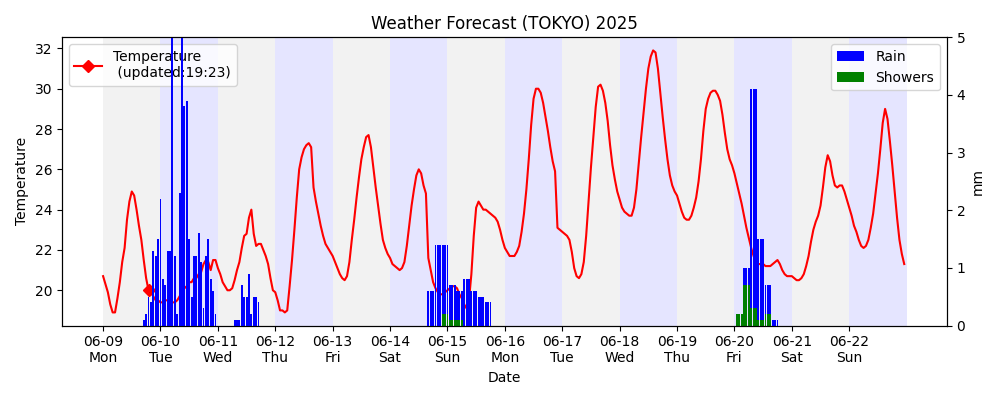 Weather Forecast (TOKYO) 2025
Temperature
(updated:19:23)
Rain
Showers
Temperature
32
30
28
26
24
22
20
5
4
3
2
1
0
mm
06-09 06-10 06-11 06-12 06-13 06-14 06-15 06-16 06-17 06-18 06-19 06-20 06-21 06-22
Mon Tue Wed Thu Fri Sat Sun Mon Tue Wed Thu Fri Sat Sun
Date